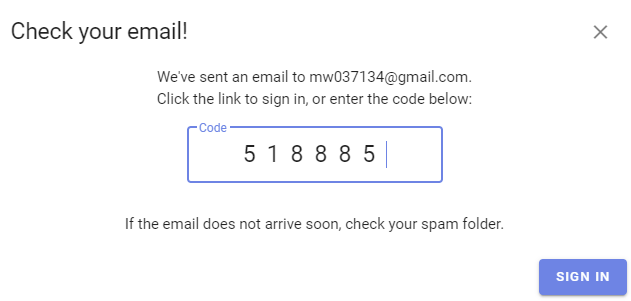 Check your email!
We've sent an email to mw037134@gmail.com.
Click the link to sign in, or enter the code below:
Code
5 1 8 8 8 5
If the email does not arrive soon, check your spam folder.
SIGN IN